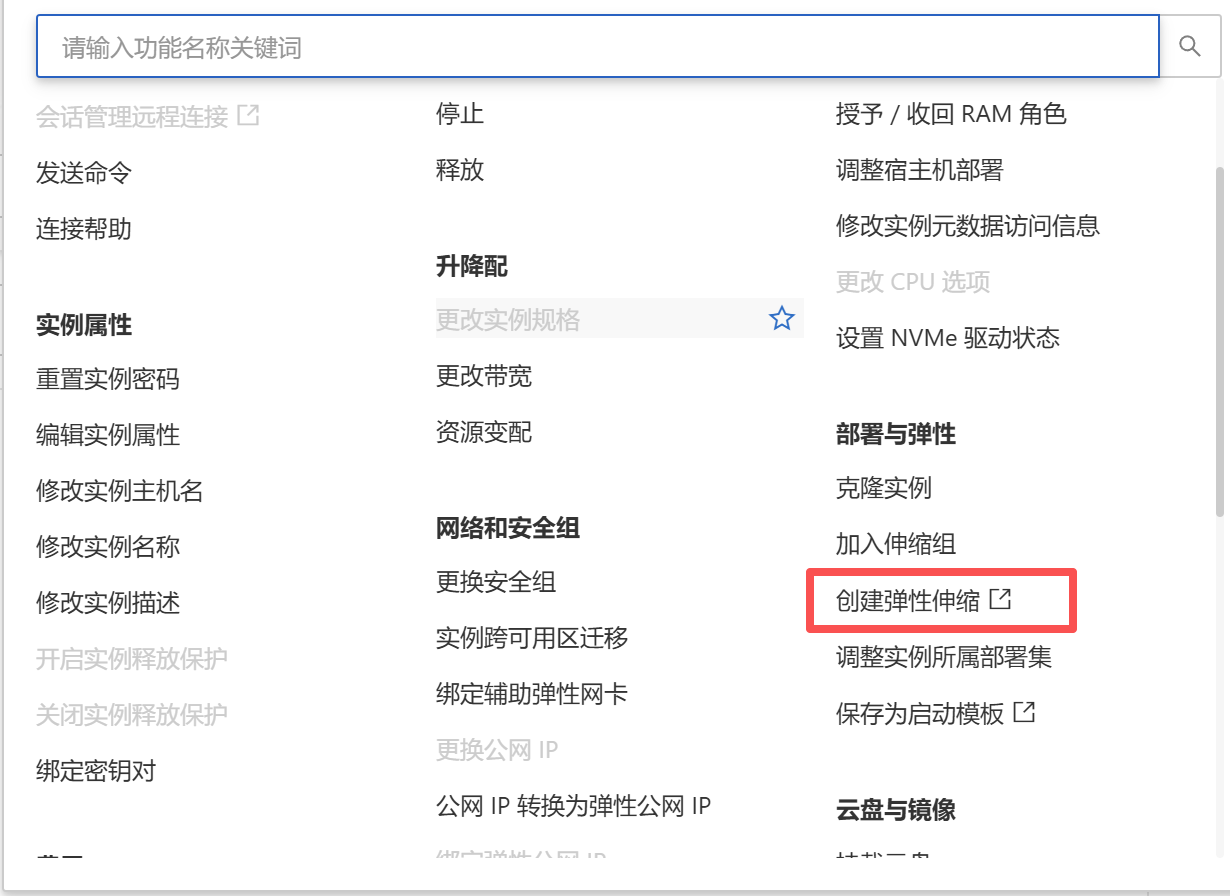 请输入功能名称关键词
会话管理远程连接
发送命令
连接帮助
实例属性
重置实例密码
编辑实例属性
修改实例主机名
修改实例名称
修改实例描述
开启实例释放保护
关闭实例释放保护
绑定密钥对
停止
释放
升降配
更改实例规格
更改带宽
资源变配
网络和安全组
更换安全组
实例跨可用区迁移
绑定辅助弹性网卡
更换公网 IP
公网 IP 转换为弹性公网 IP
绑定弹性公网 IP
授予 / 收回 RAM 角色
调整宿主机部署
修改实例元数据访问信息
更改 CPU 选项
设置 NVMe 驱动状态
部署与弹性
克隆实例
加入伸缩组
创建弹性伸缩
调整实例所属部署集
保存为启动模板
云盘与镜像